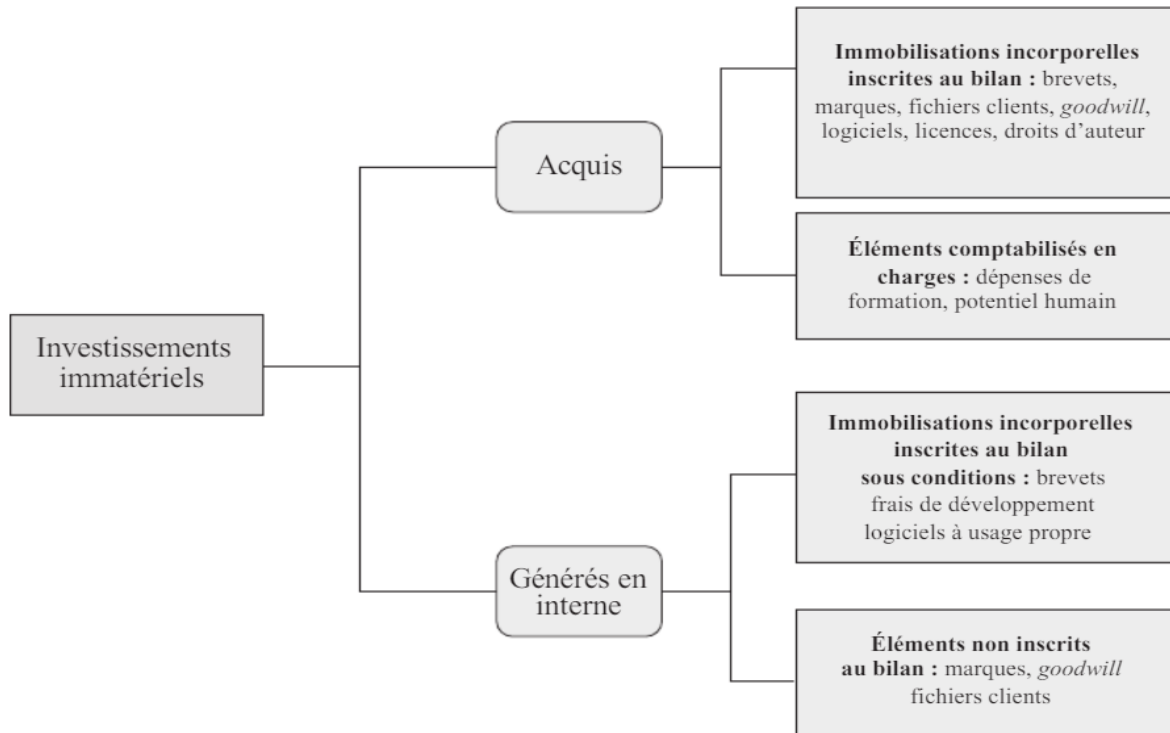 Investissements
immatériels
Acquis
Immobilisations incorporelles
inscrites au bilan : brevets,
marques, fichiers clients, goodwill,
logiciels, licences, droits d’auteur
Éléments comptabilisés en
charges : dépenses de
formation, potentiel humain
Générés en
interne
Immobilisations incorporelles
inscrites au bilan
sous conditions : brevets
frais de développement
logiciels à usage propre
Éléments non inscrits
au bilan : marques, goodwill
fichiers clients